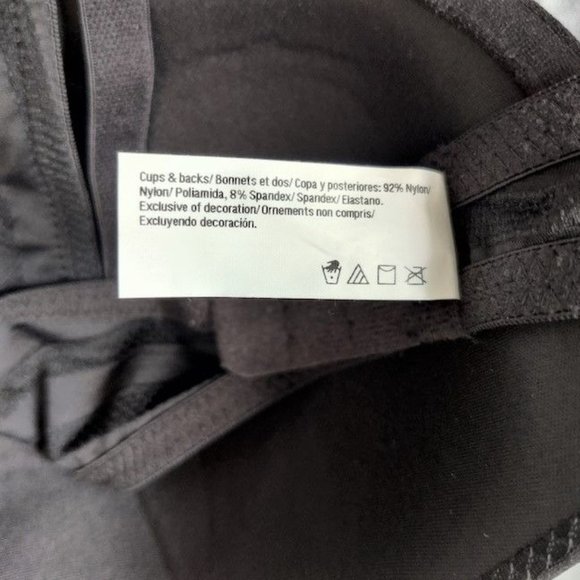 Cups & backs/ Bonnets et dos/ Copa y posteriores: 92% Nylon/
Nylon/ Poliamida, 8% Spandex/ Spandex/ Elastano.
Exclusive of decoration/ Ornements non compris/
Excluyendo decoración.